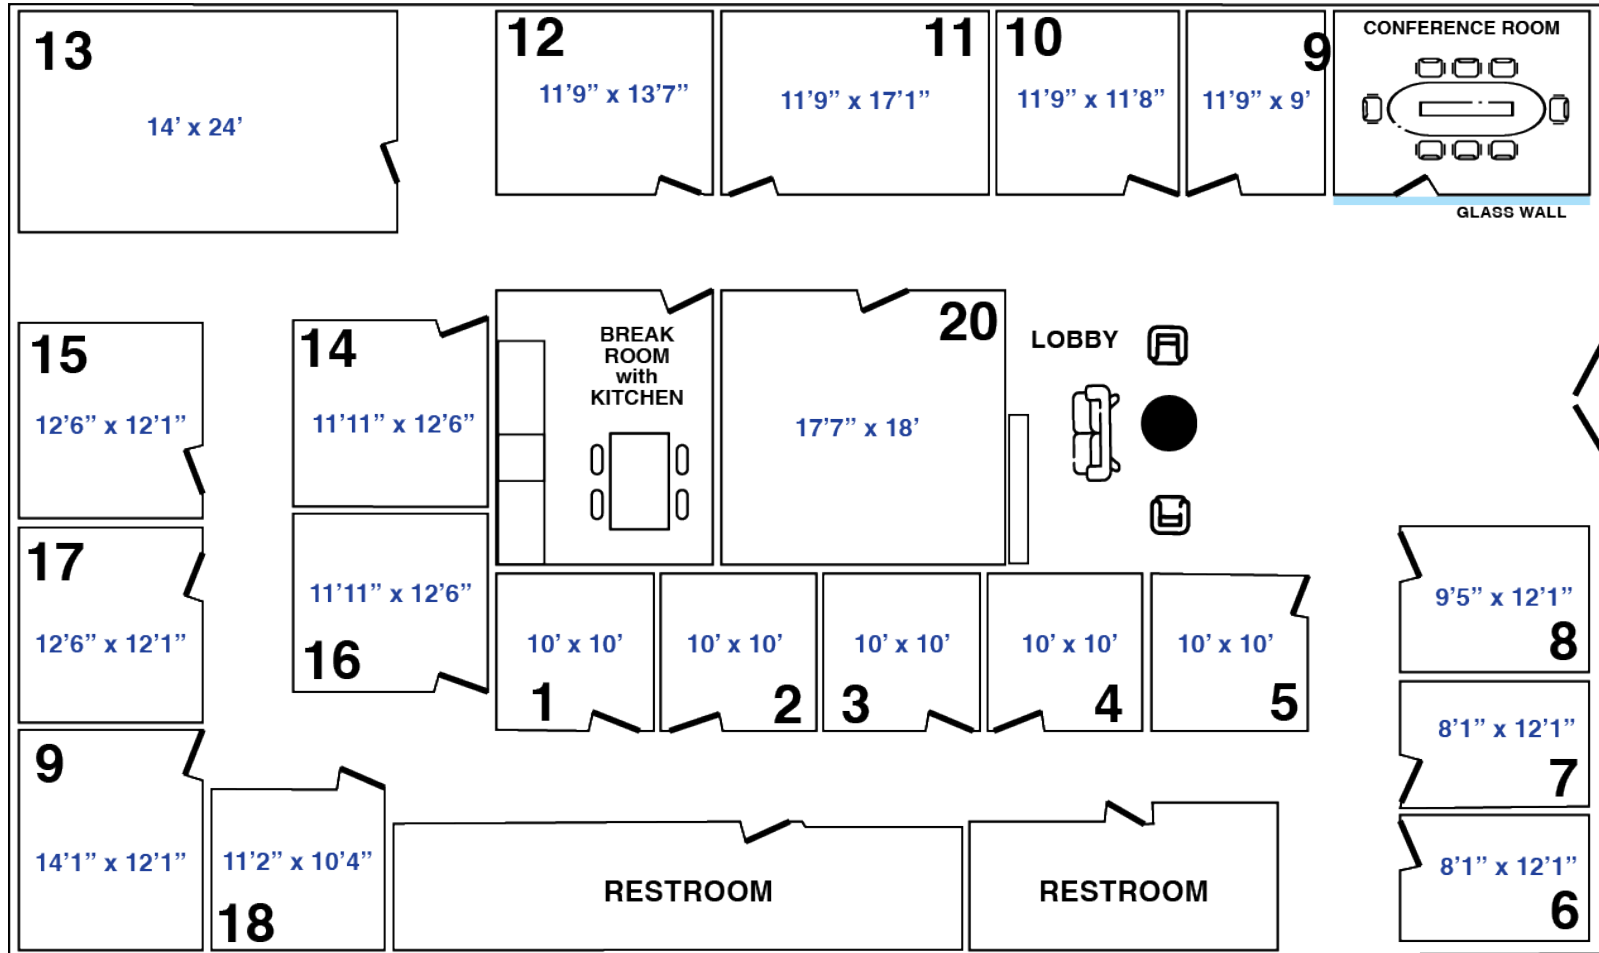 13
14’ x 24’
12
11’9” x 13’7”
11
11’9” x 17’1”
10
11’9” x 11’8”
9
11’9” x 9’
CONFERENCE ROOM
GLASS WALL
15
12’6” x 12’1”
14
11’11” x 12’6”
BREAK
ROOM
with
KITCHEN
20
17’7” x 18’
LOBBY
17
12’6” x 12’1”
11’11” x 12’6”
16
10’ x 10’
1
10’ x 10’
2
10’ x 10’
3
10’ x 10’
4
10’ x 10’
5
9’5” x 12’1”
8
8’1” x 12’1”
7
8’1” x 12’1”
6
9
14’1” x 12’1”
11’2” x 10’4”
18
RESTROOM
RESTROOM